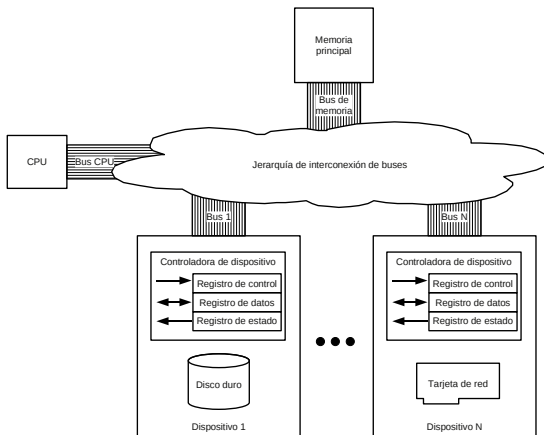 Memoria
principal
Bus de
memoria
CPU
Bus CPU
Jerarquía de interconexión de buses
Bus 1
Bus N
Controladora de dispositivo
Registro de control
Registro de datos
Registro de estado
Disco duro
Dispositivo 1
Controladora de dispositivo
Registro de control
Registro de datos
Registro de estado
Tarjeta de red
Dispositivo N